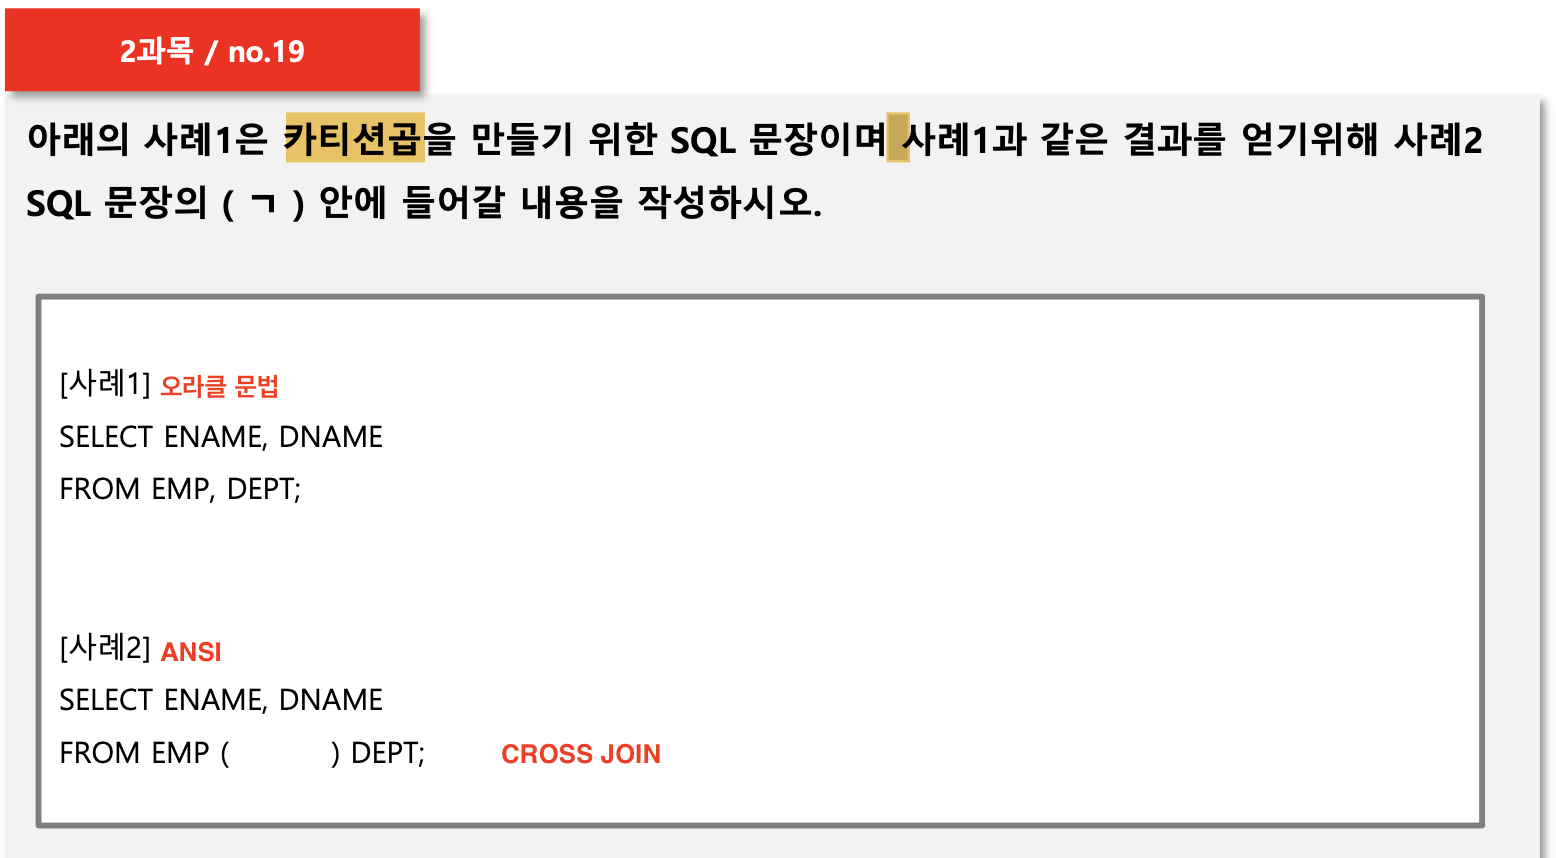 2과목 / no.19
아래의 사례1은 카티션곱을 만들기 위한 SQL 문장이며 사례1과 같은 결과를 얻기위해 사례2
SQL 문장의 ( ㄱ ) 안에 들어갈 내용을 작성하시오.
[사례1] 오라클 문법
SELECT ENAME, DNAME
FROM EMP, DEPT;
[사례2] ANSI
SELECT ENAME, DNAME
FROM EMP ( ) DEPT; CROSS JOIN